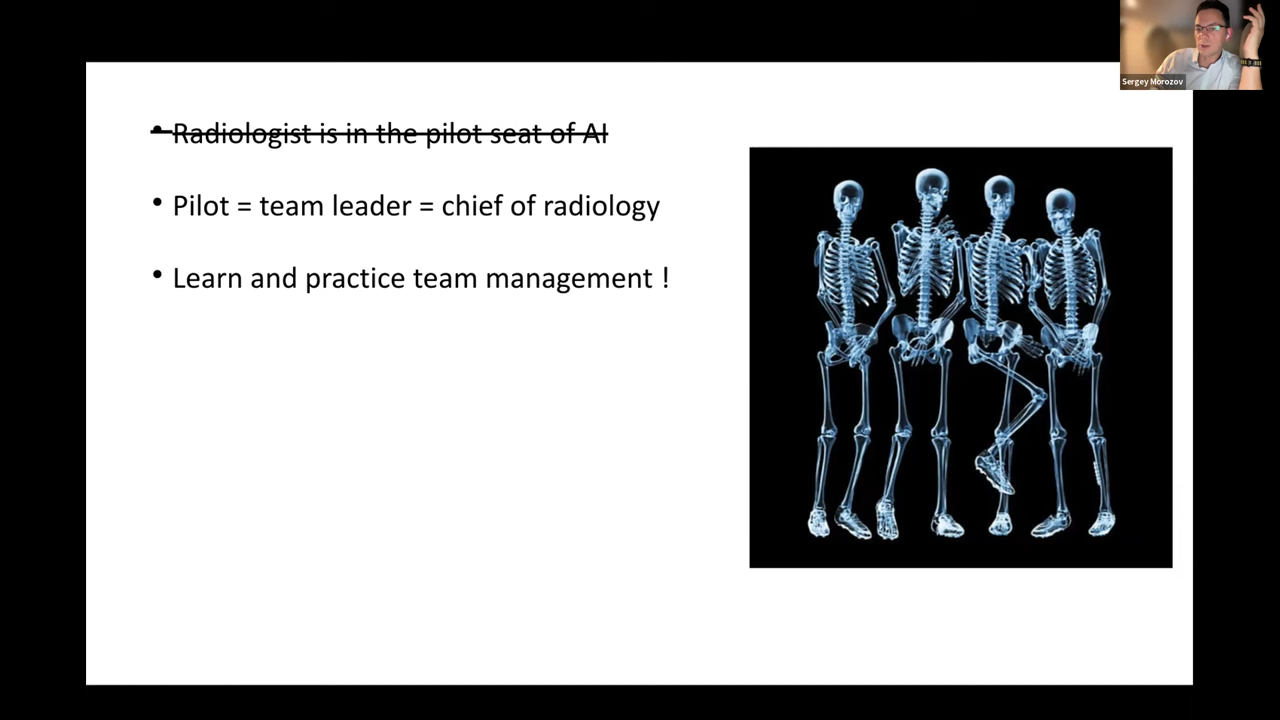 Sergey Morozov
• Radiologist is in the pilot seat of AI
• Pilot = team leader = chief of radiology
• Learn and practice team management !